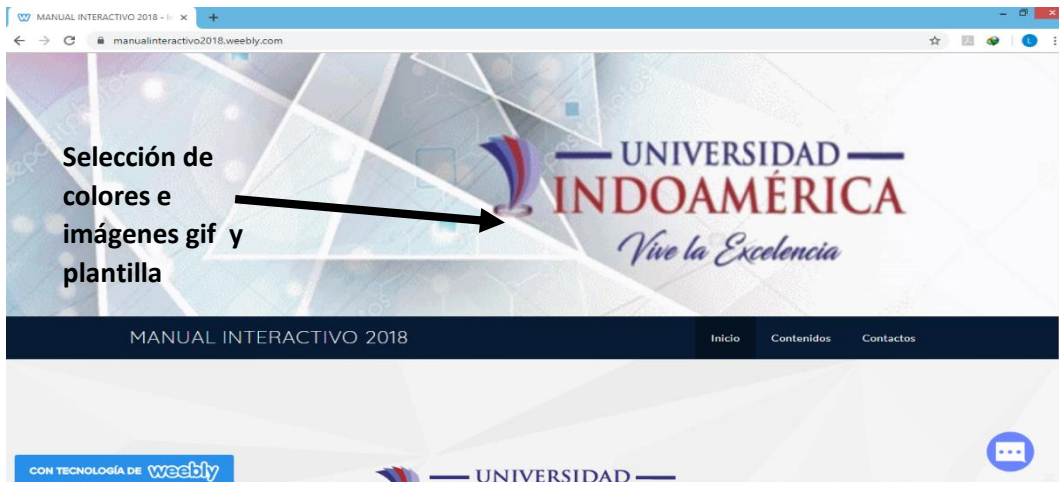 MANUAL INTERACTIVO 2018 - I
manualinteractivo2018.weebly.com
Selección de
colores e
imágenes gif y
plantilla
UNIVERSIDAD
INDOAMÉRICA
Vive la Excelencia
MANUAL INTERACTIVO 2018
Inicio
Contenidos
Contactos
CON TECNOLOGÍA DE weebly
UNIVERSIDAD